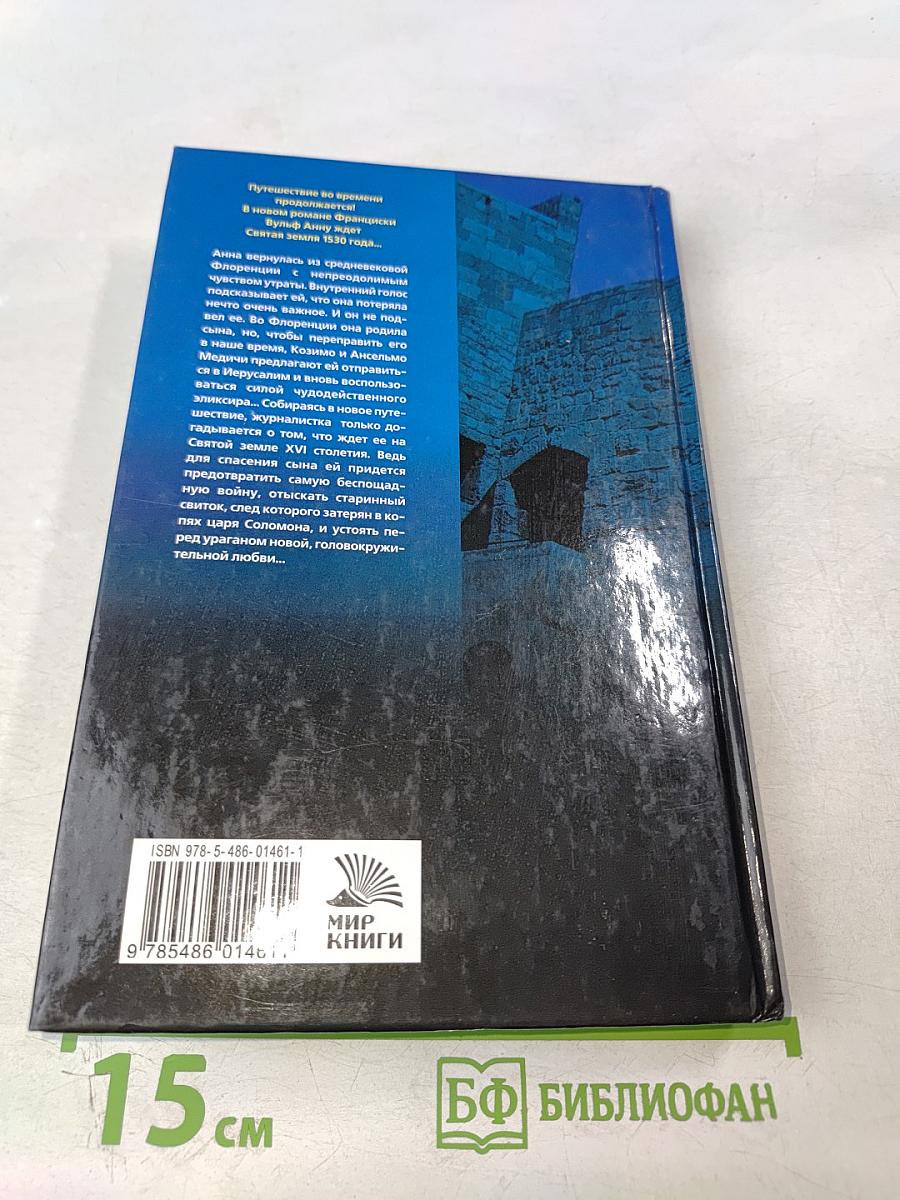 Путешествие во времени
продолжается!
В новом романе Франциски
Вульф Анну ждет
Святая земля 1530 года...
Анна вернулась из средневековой
Флоренции с непреодолимым
чувством утраты. Внутренний голос
подсказывает ей, что она потеряла
нечто очень важное. И он не под-
вел ее. Во Флоренции она родила
сына, но, чтобы переправить его
в наше время, Козимо и Ансельмо
Медичи предлагают ей отправить-
ся в Иерусалим и вновь воспользо-
ваться силой чудодейственного
эликсира... Собираясь в новое путе-
шествие, журналистка только до-
гадывается о том, что ждет ее на
Святой земле XVI столетия. Ведь
для спасения сына ей придется
предотвратить самую беспощад-
ную войну, отыскать старинный
свиток, след которого затерян в ко-
пях царя Соломона, и устоять пе-
ред ураганом новой, головокружи-
тельной любви...
ISBN 978-5-486-01461-1
9 785486 014611
МИР
КНИГИ
15 см
БФ БИБЛИОФАН